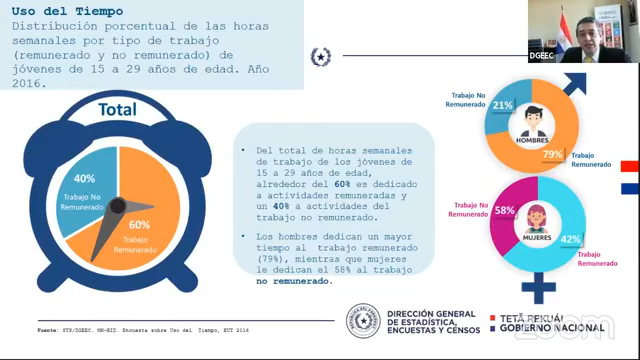 Uso del Tiempo
Distribución porcentual de las horas
semanales por tipo de trabajo
(remunerado y no remunerado) de
jóvenes de 15 a 29 años de edad. Año
2016.
DGEEC
Total
40%
Trabajo No
Remunerado
60%
Trabajo
Remunerado
• Del total de horas semanales
de trabajo de los jóvenes de
15 a 29 años de edad,
alrededor del 60% es dedicado
a actividades remuneradas y
un 40% a actividades del
trabajo no remunerado.
• Los hombres dedican un mayor
tiempo al trabajo remunerado
(79%), mientras que mujeres
le dedican el 58% al trabajo
no remunerado.
Trabajo No
Remunerado
21%
HOMBRES
79%
Trabajo
Remunerado
Trabajo No
Remunerado
58%
MUJERES
42%
Trabajo
Remunerado
Fuente: STP/DGEEC. MM-BID. Encuesta sobre Uso del Tiempo, EUT 2016
DIRECCIÓN GENERAL
DE ESTADÍSTICA,
ENCUESTAS Y CENSOS
TETÃ REKUÁI
GOBIERNO NACIONAL
zoom